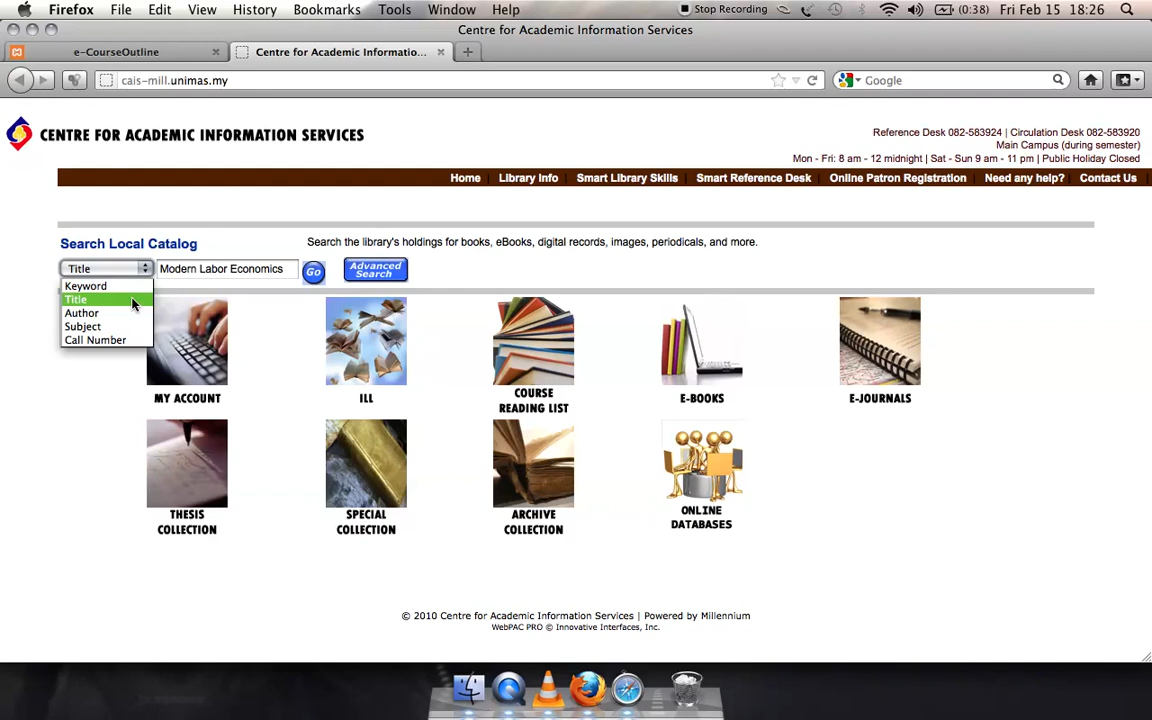 Firefox File Edit View History Bookmarks Tools Window Help Stop Recording (0:38) Fri Feb 15 18:26
Centre for Academic Information Services
e-CourseOutline Centre for Academic Informatio...
cais-mill.unimas.my Google
CENTRE FOR ACADEMIC INFORMATION SERVICES
Reference Desk 082-583924 | Circulation Desk 082-583920
Main Campus (during semester)
Mon - Fri: 8 am - 12 midnight | Sat - Sun 9 am - 11 pm | Public Holiday Closed
Home Library Info Smart Library Skills Smart Reference Desk Online Patron Registration Need any help? Contact Us
Search Local Catalog Search the library's holdings for books, eBooks, digital records, images, periodicals, and more.
Title Modern Labor Economics Go Advanced Search
Keyword
Title
Author
Subject
Call Number
MY ACCOUNT
ILL
COURSE
READING LIST
E-BOOKS
E-JOURNALS
THESIS
COLLECTION
SPECIAL
COLLECTION
ARCHIVE
COLLECTION
ONLINE
DATABASES
© 2010 Centre for Academic Information Services | Powered by Millennium
WebPAC PRO © Innovative Interfaces, Inc.